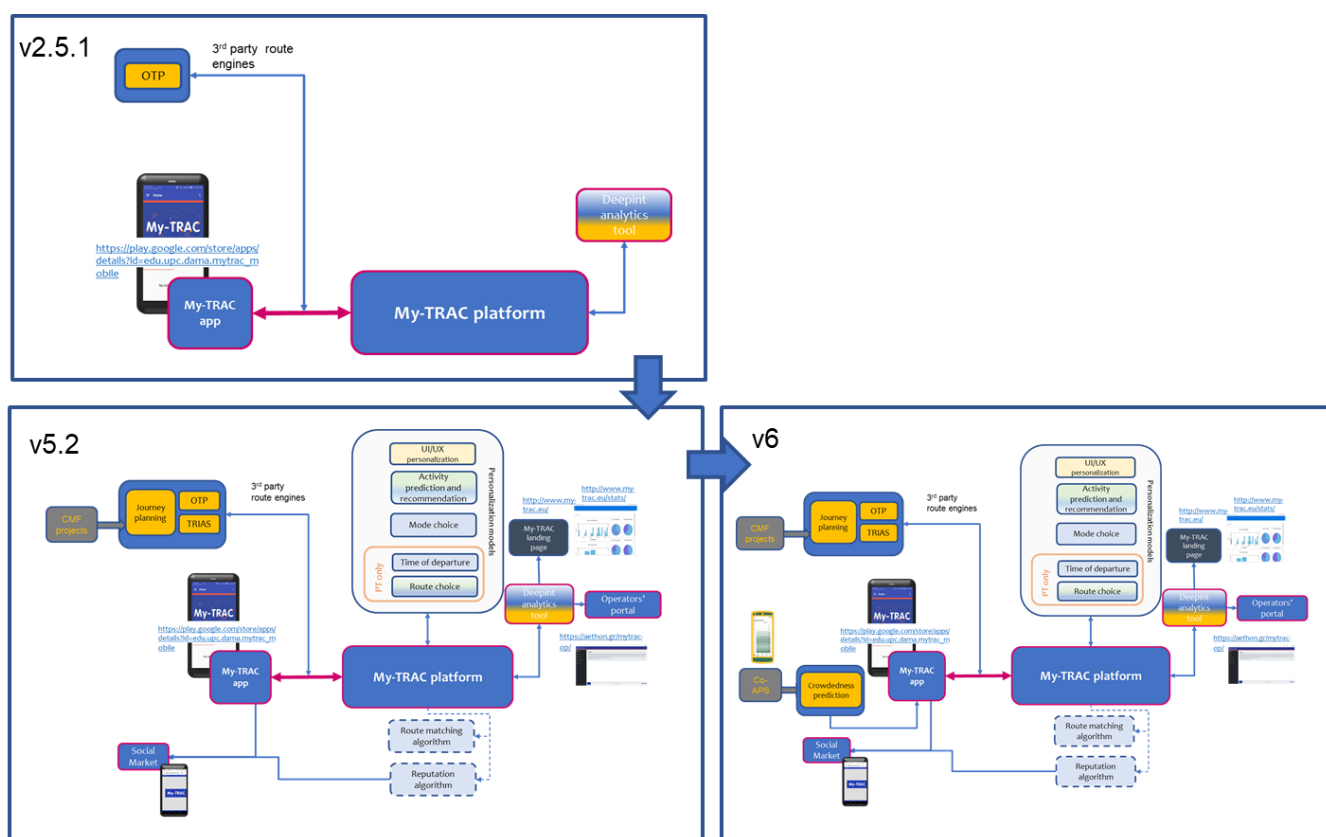 v2.5.1
3rd party route
engines
OTP
Home
My-TRAC
https://play.google.com/store/apps/
details?id=edu.upc.dama.mytrac_m
obile
My-TRAC
app
My-TRAC platform
Deepint
analytics
tool
v5.2
UI/UX
personalization
Activity
prediction and
recommendation
Mode choice
PT only
Time of departure
Route choice
Personalization models
3rd party
route engines
CMF
projects
Journey
planning
OTP
TRIAS
http://www.my-
trac.eu/
http://www.my-
trac.eu/stats/
My-TRAC
landing
page
Deepint
analytics
tool
Operators'
portal
https://aethon.gr/mytrac-
op/
My-TRAC
https://play.google.com/store/apps/
details?id=edu.upc.dama.mytrac_m
obile
My-TRAC
app
My-TRAC platform
Route matching
algorithm
Reputation
algorithm
Social
Market
My-TRAC
v6
UI/UX
personalization
Activity
prediction and
recommendation
Mode choice
PT only
Time of departure
Route choice
Personalization models
3rd party
route engines
CMF
projects
Journey
planning
OTP
TRIAS
http://www.my-
trac.eu/
http://www.my-
trac.eu/stats/
My-TRAC
landing
page
Deepint
analytics
tool
Operators'
portal
https://aethon.gr/mytrac-
op/
My-TRAC
https://play.google.com/store/apps/
details?id=edu.upc.dama.mytrac_m
obile
My-TRAC
app
My-TRAC platform
Co-
APS
Crowdedness
prediction
Route matching
algorithm
Reputation
algorithm
Social
Market
My-TRAC